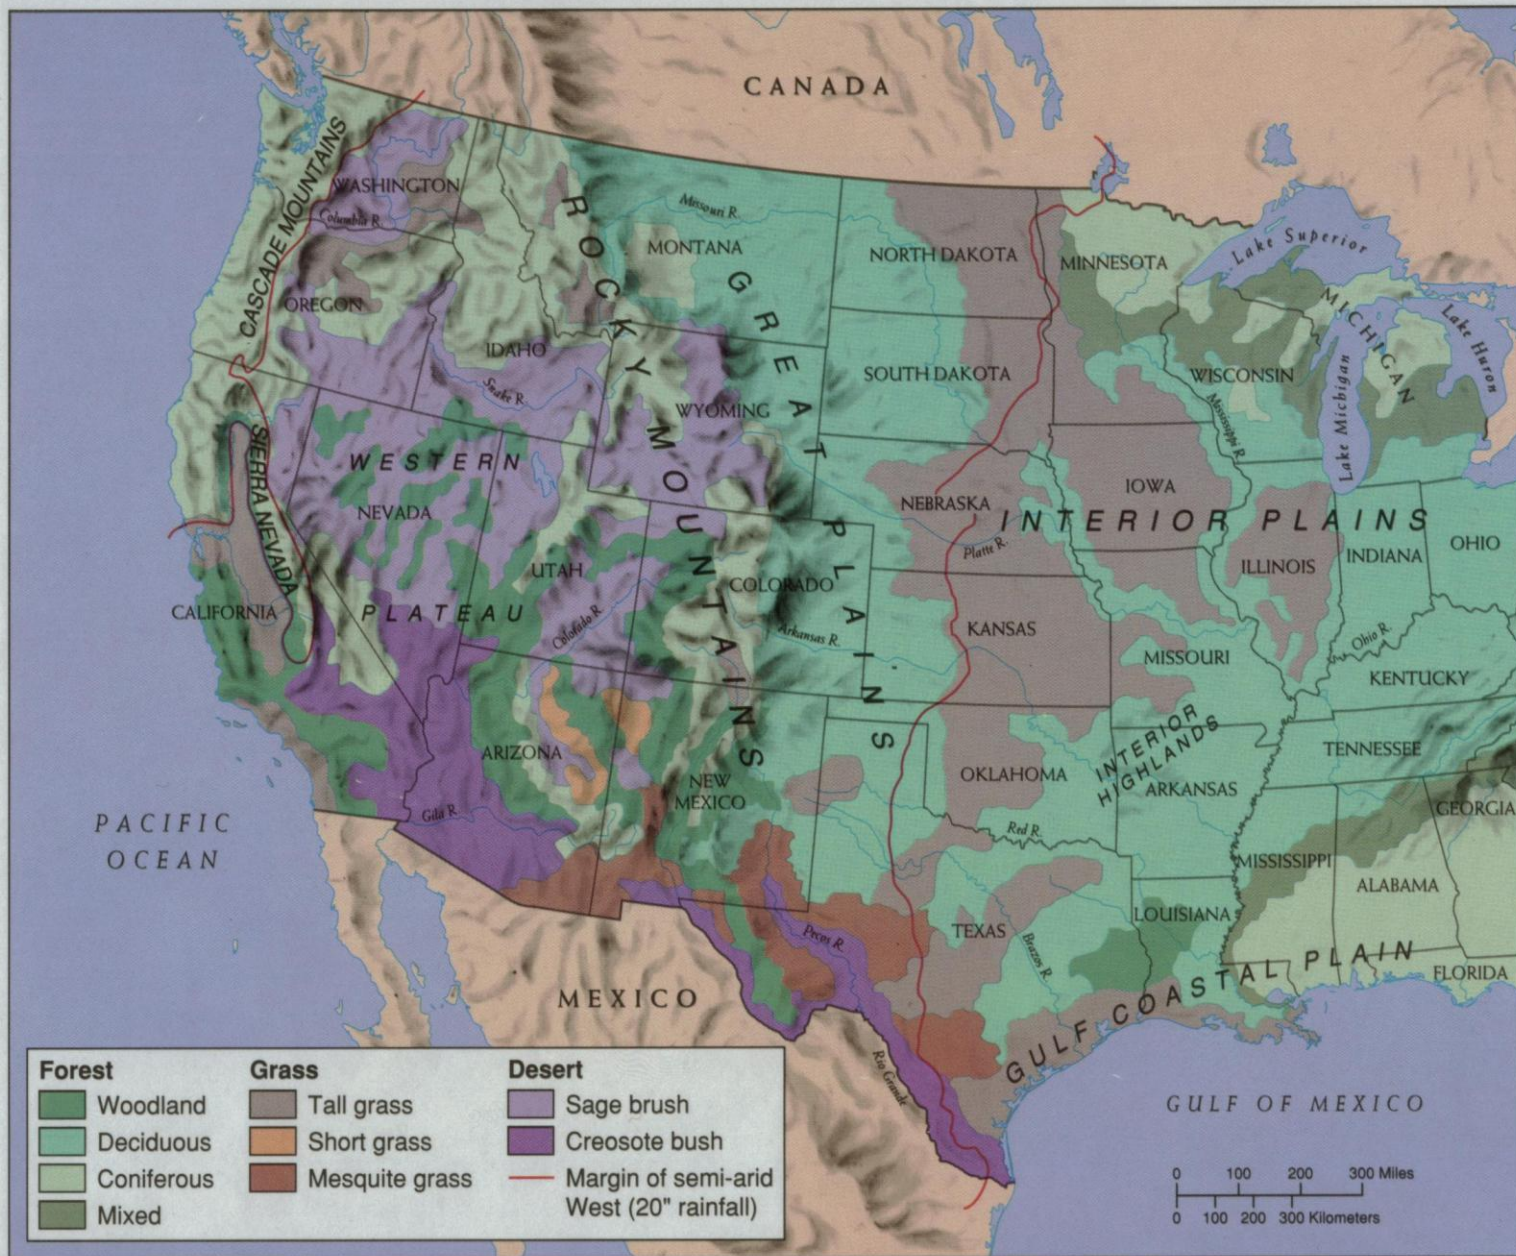 CANADA
CASCADE MOUNTAINS
WASHINGTON
Columbia R.
OREGON
IDAHO
Snake R.
ROCKY MOUNTAINS
MONTANA
Missouri R.
GREAT PLAINS
NORTH DAKOTA
SOUTH DAKOTA
MINNESOTA
Lake Superior
MICHIGAN
Lake Huron
Lake Michigan
WISCONSIN
Mississippi R.
WYOMING
WESTERN
PLATEAU
SIERRA NEVADA
NEVADA
UTAH
CALIFORNIA
Colorado R.
COLORADO
Arkansas R.
NEBRASKA
Platte R.
IOWA
INTERIOR PLAINS
ILLINOIS
INDIANA
OHIO
Ohio R.
KANSAS
MISSOURI
KENTUCKY
INTERIOR
HIGHLANDS
TENNESSEE
ARIZONA
Gila R.
NEW
MEXICO
OKLAHOMA
Red R.
ARKANSAS
GEORGIA
MISSISSIPPI
ALABAMA
LOUISIANA
TEXAS
Pecos R.
Brazos R.
Rio Grande
GULF COASTAL PLAIN
FLORIDA
PACIFIC
OCEAN
MEXICO
GULF OF MEXICO
Forest
Woodland
Deciduous
Coniferous
Mixed
Grass
Tall grass
Short grass
Mesquite grass
Desert
Sage brush
Creosote bush
Margin of semi-arid
West (20" rainfall)
0 100 200 300 Miles
0 100 200 300 Kilometers